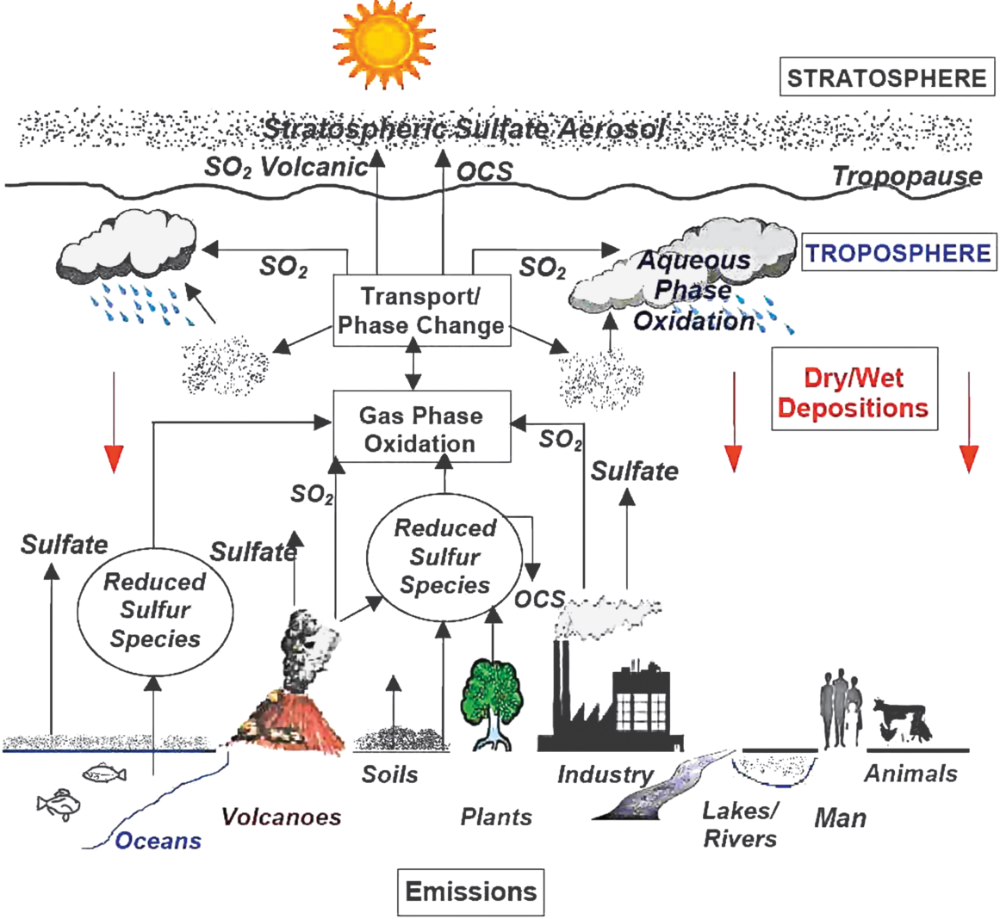 STRATOSPHERE
Stratospheric Sulfate Aerosol
SO₂ Volcanic
OCS
Tropopause
SO₂
SO₂
Aqueous
Phase
Oxidation
TROPOSPHERE
Transport/
Phase Change
Dry/Wet
Depositions
Gas Phase
Oxidation
SO₂
Sulfate
SO₂
Sulfate
Sulfate
Reduced
Sulfur
Species
Reduced
Sulfur
Species
OCS
Soils
Industry
Animals
Volcanoes
Plants
Lakes/
Rivers
Man
Oceans
Emissions